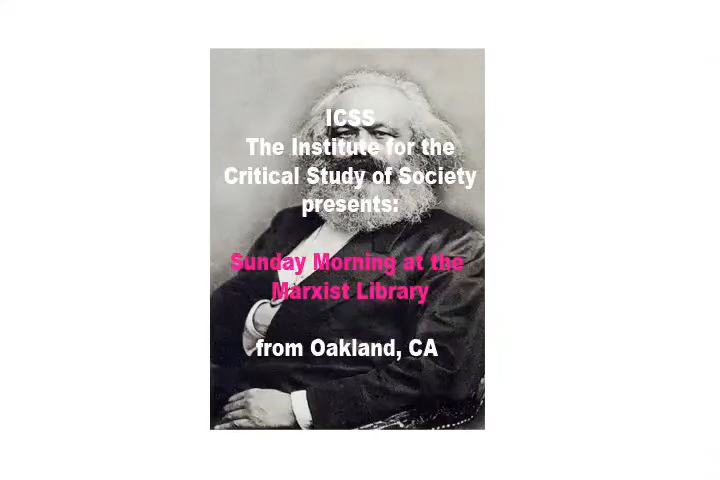 ICSS
The Institute for the
Critical Study of Society
presents:
Sunday Morning at the
Marxist Library
from Oakland, CA